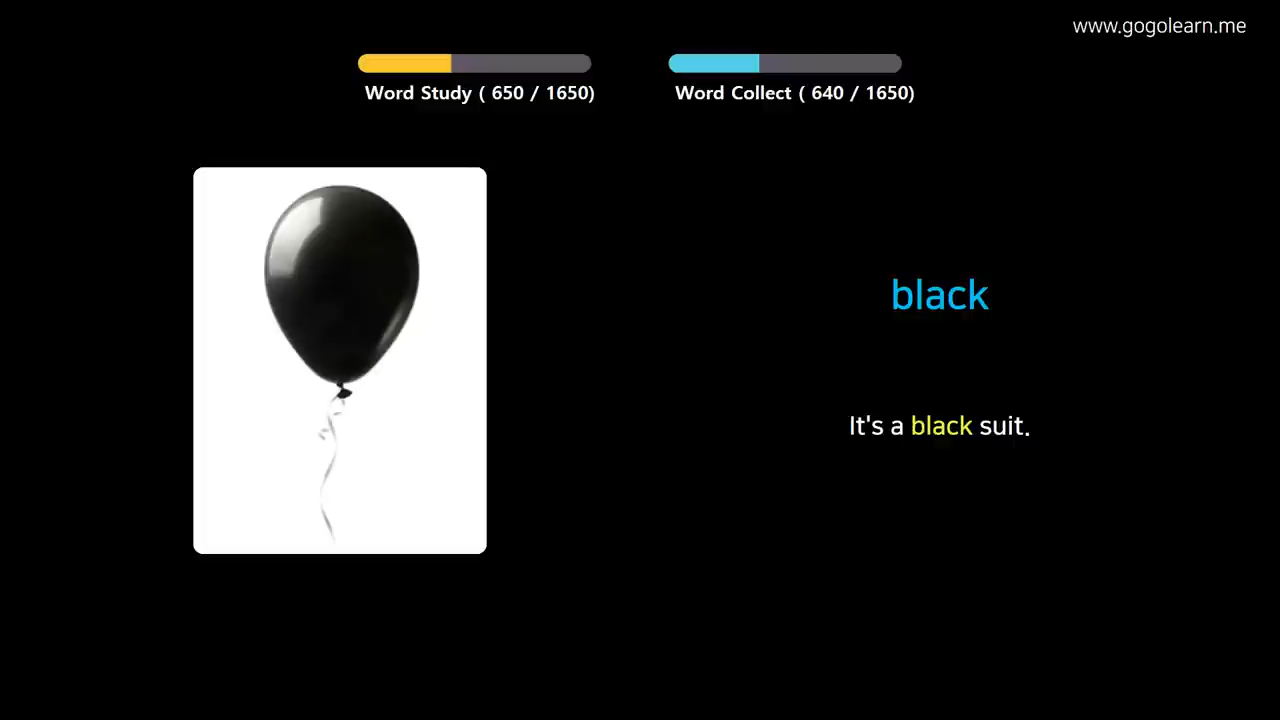 www.gogolearn.me
Word Study ( 650 / 1650)
Word Collect ( 640 / 1650)
black
It's a black suit.